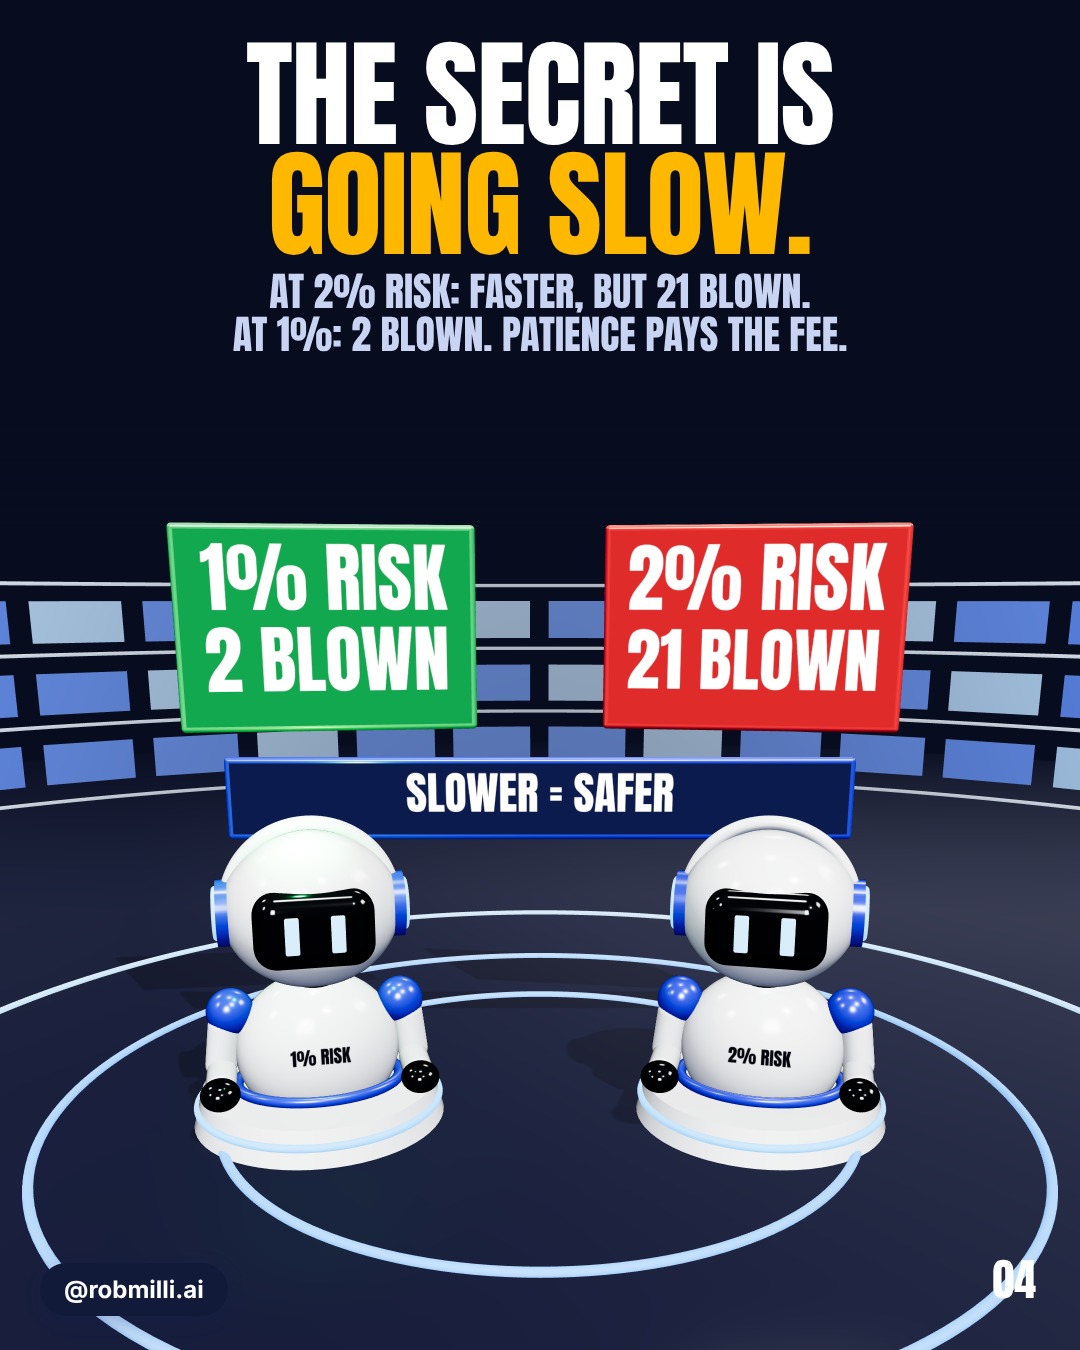 THE SECRET IS
GOING SLOW.
AT 2% RISK: FASTER, BUT 21 BLOWN.
AT 1%: 2 BLOWN. PATIENCE PAYS THE FEE.
1% RISK
2 BLOWN
2% RISK
21 BLOWN
SLOWER = SAFER
1% RISK
2% RISK
@robmilli.ai
04